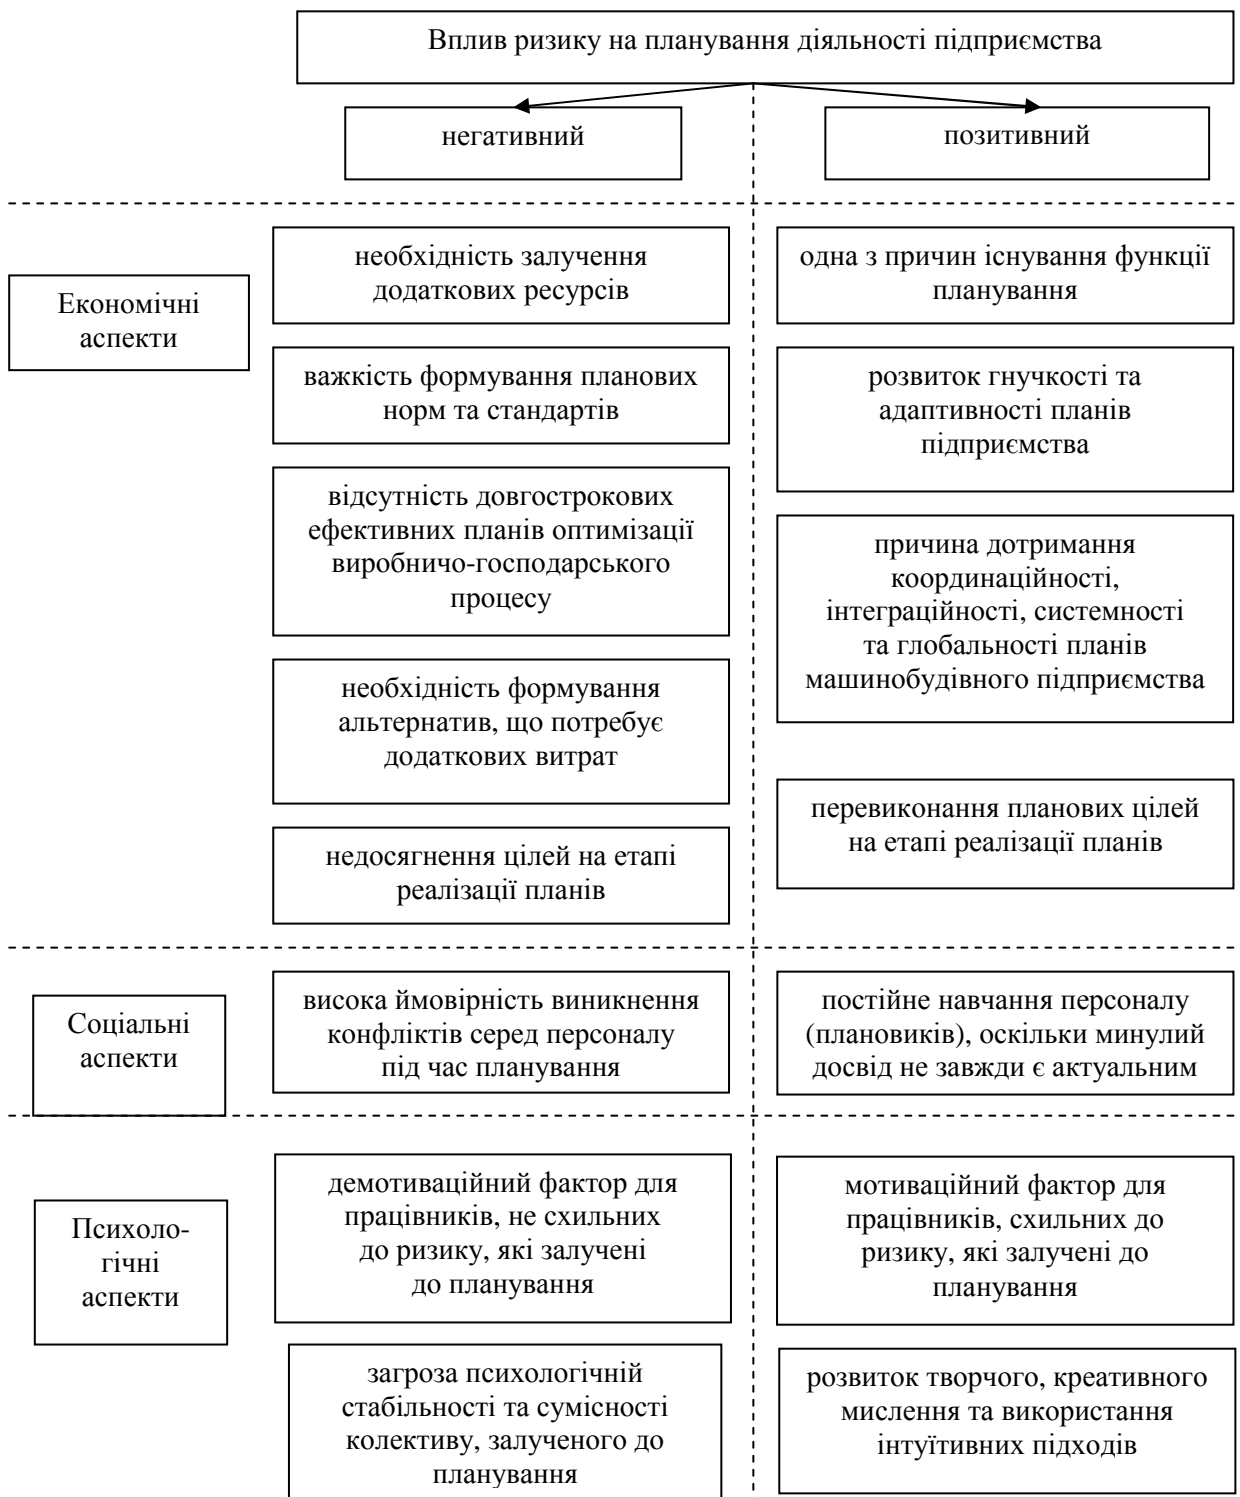 Вплив ризику на планування діяльності підприємства
негативний
позитивний
Економічні
аспекти
необхідність залучення
додаткових ресурсів
одна з причин існування функції
планування
важкість формування планових
норм та стандартів
розвиток гнучкості та
адаптивності планів
підприємства
відсутність довгострокових
ефективних планів оптимізації
виробничо-господарського
процесу
причина дотримання
координаційності,
інтеграційності, системності
та глобальності планів
машинобудівного підприємства
необхідність формування
альтернатив, що потребує
додаткових витрат
перевиконання планових цілей
на етапі реалізації планів
недосягнення цілей на етапі
реалізації планів
Соціальні
аспекти
висока ймовірність виникнення
конфліктів серед персоналу
під час планування
постійне навчання персоналу
(плановиків), оскільки минулий
досвід не завжди є актуальним
Психоло-
гічні
аспекти
демотиваційний фактор для
працівників, не схильних
до ризику, які залучені
до планування
мотиваційний фактор для
працівників, схильних до
ризику, які залучені до
планування
загроза психологічній
стабільності та сумісності
колективу, залученого до
планування
розвиток творчого, креативного
мислення та використання
інтуїтивних підходів